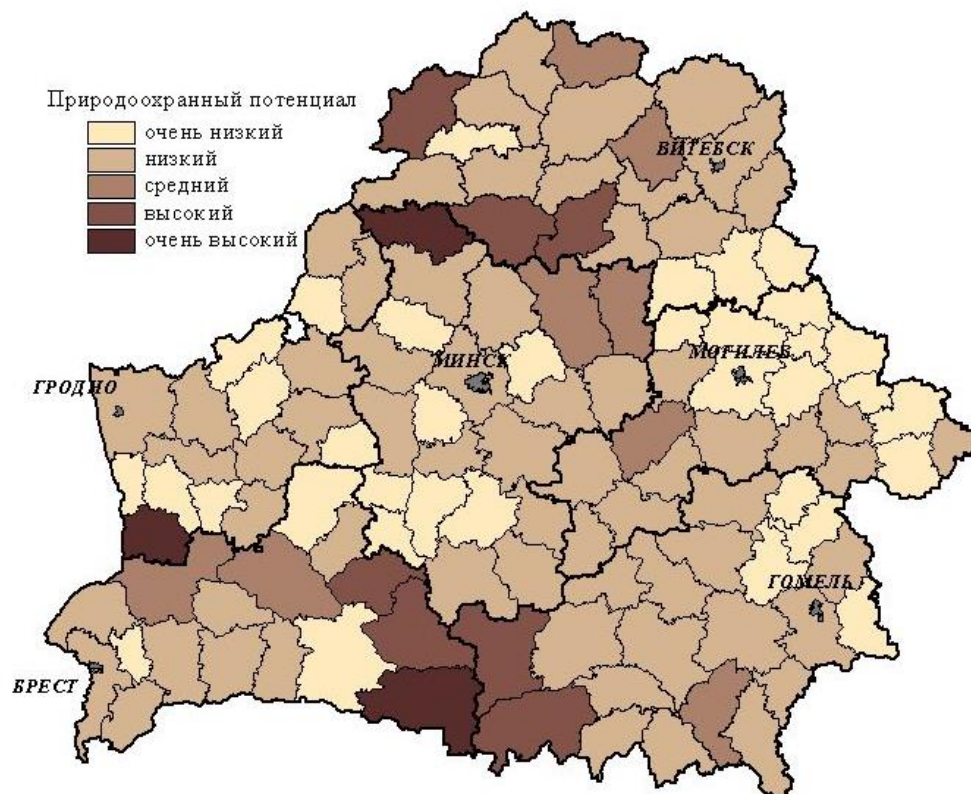 Природоохранный потенциал
очень низкий
низкий
средний
высокий
очень высокий
ВИТЕБСК
МИНСК
МОГИЛЕВ
ГРОДНО
ГОМЕЛЬ
БРЕСТ